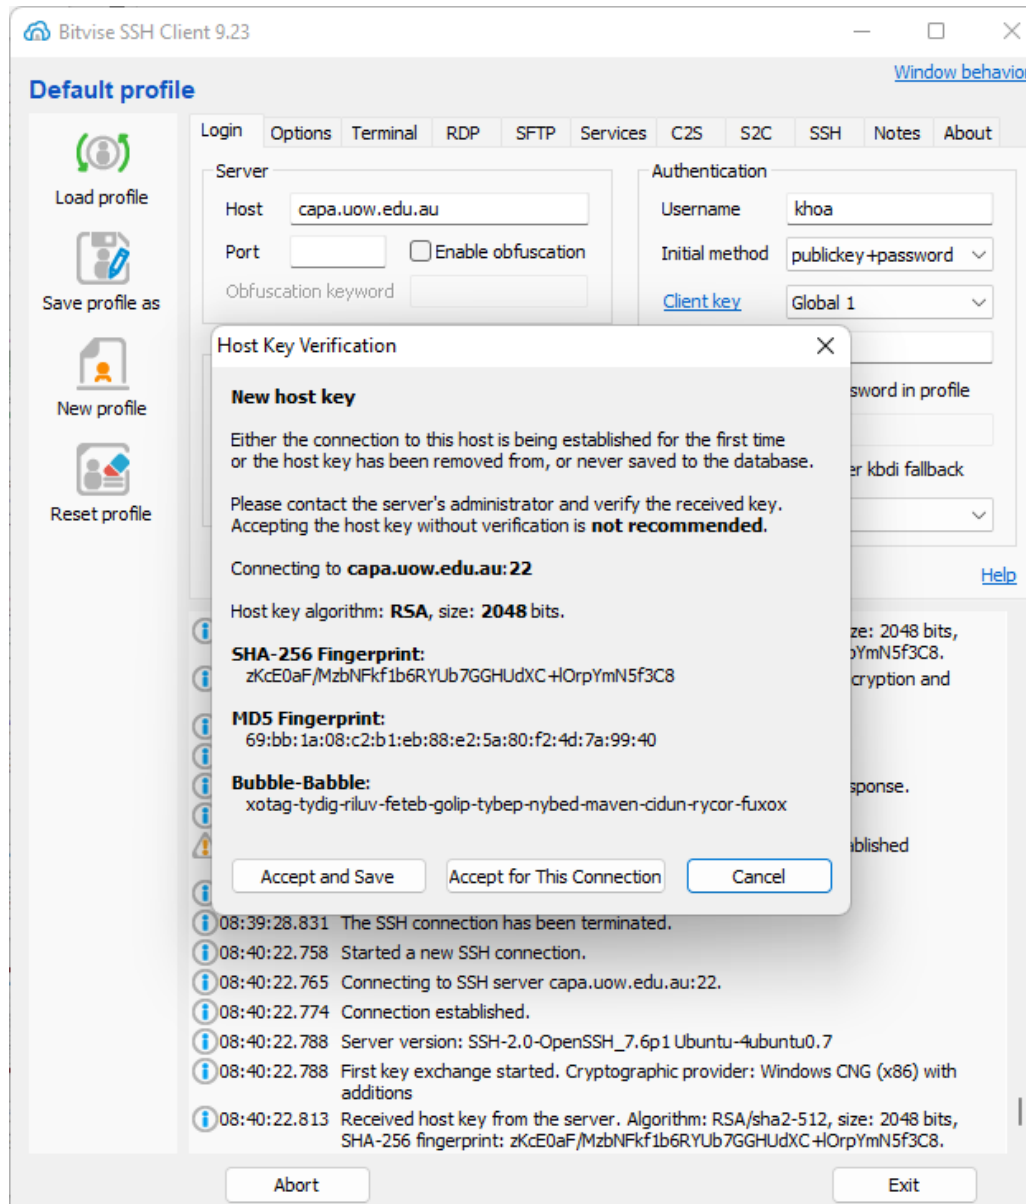 Bitvise SSH Client 9.23
Window behavior
Default profile
Load profile
Save profile as
New profile
Reset profile
Login Options Terminal RDP SFTP Services C2S S2C SSH Notes About
Server
Host capa.uow.edu.au
Port Enable obfuscation
Obfuscation keyword
Authentication
Username khoa
Initial method publickey+password
Client key Global 1
sword in profile
er kbdi fallback
Help
Host Key Verification
New host key
Either the connection to this host is being established for the first time
or the host key has been removed from, or never saved to the database.
Please contact the server's administrator and verify the received key.
Accepting the host key without verification is not recommended.
Connecting to capa.uow.edu.au:22
Host key algorithm: RSA, size: 2048 bits.
SHA-256 Fingerprint:
zKcE0aF/MzbNFkf1b6RYUb7GGHUdXC+lOrpYmN5f3C8
MD5 Fingerprint:
69:bb:1a:08:c2:b1:eb:88:e2:5a:80:f2:4d:7a:99:40
Bubble-Babble:
xotag-tydig-riluv-feteb-golip-tybep-nybed-maven-cidun-rycor-fuxox
Accept and Save Accept for This Connection Cancel
ze: 2048 bits,
pYmN5f3C8.
cryption and
sponse.
ablished
08:39:28.831 The SSH connection has been terminated.
08:40:22.758 Started a new SSH connection.
08:40:22.765 Connecting to SSH server capa.uow.edu.au:22.
08:40:22.774 Connection established.
08:40:22.788 Server version: SSH-2.0-OpenSSH_7.6p1 Ubuntu-4ubuntu0.7
08:40:22.788 First key exchange started. Cryptographic provider: Windows CNG (x86) with
additions
08:40:22.813 Received host key from the server. Algorithm: RSA/sha2-512, size: 2048 bits,
SHA-256 fingerprint: zKcE0aF/MzbNFkf1b6RYUb7GGHUdXC+lOrpYmN5f3C8.
Abort Exit